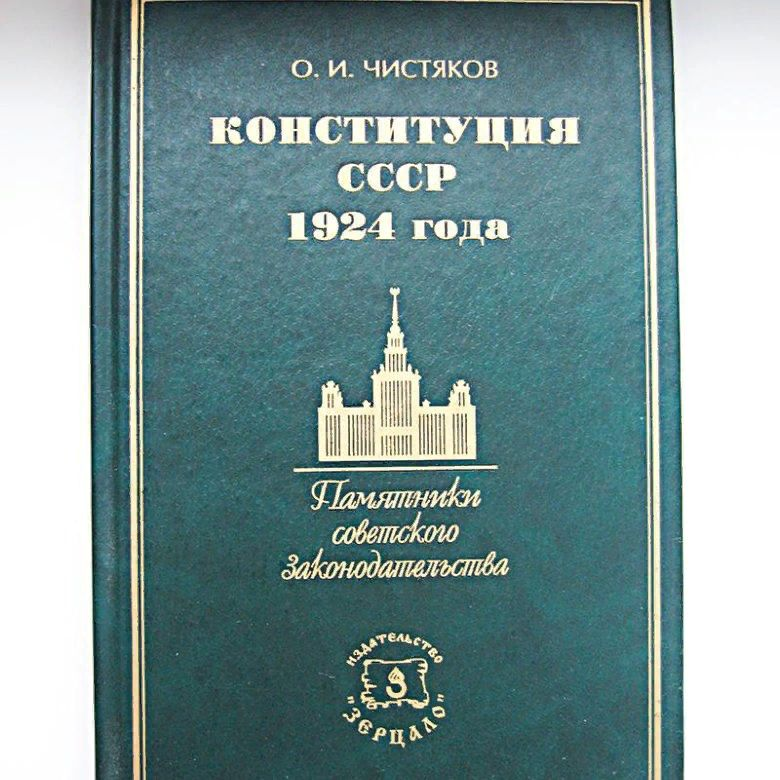 О. И. ЧИСТЯКОВ
КОНСТИТУЦИЯ
СССР
1924 года
Памятники
советского
законодательства
ИЗДАТЕЛЬСТВО
З
"ЗЕРЦАЛО"